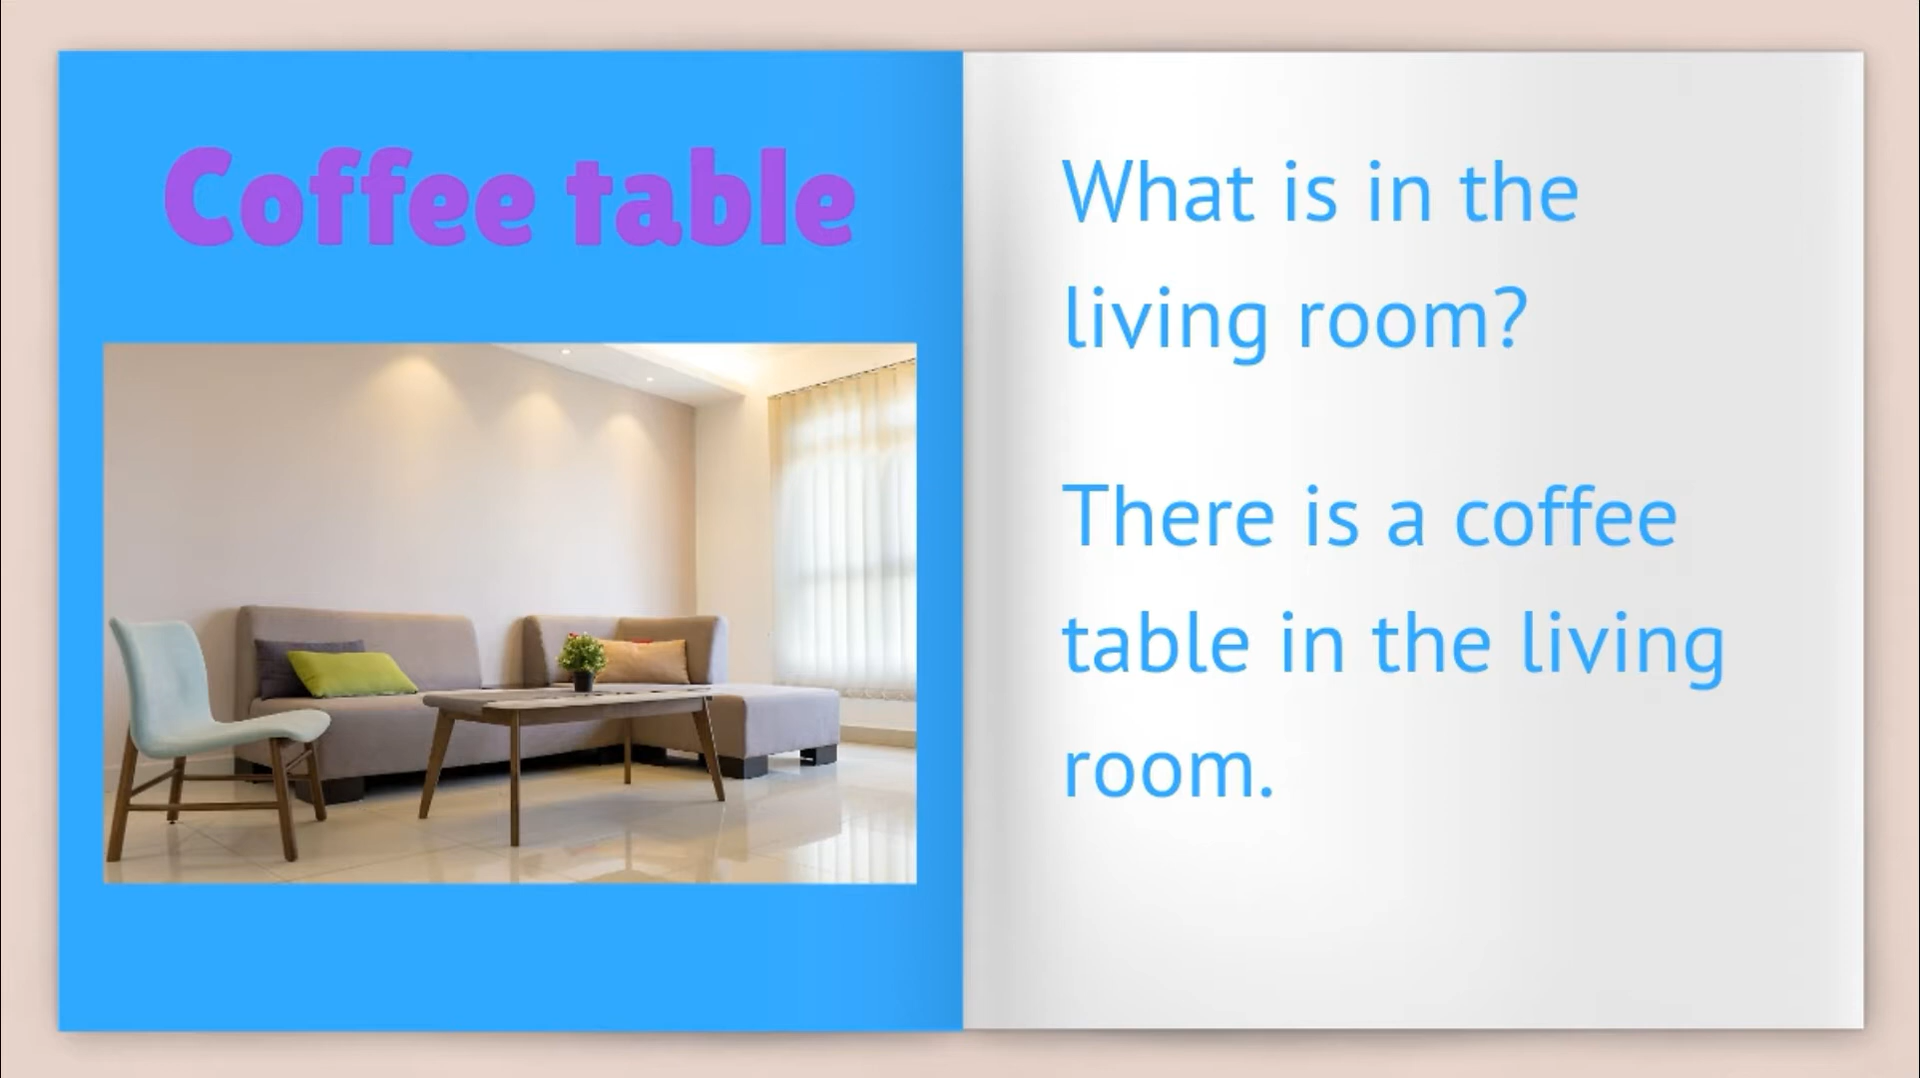 Coffee table
What is in the
living room?
There is a coffee
table in the living
room.